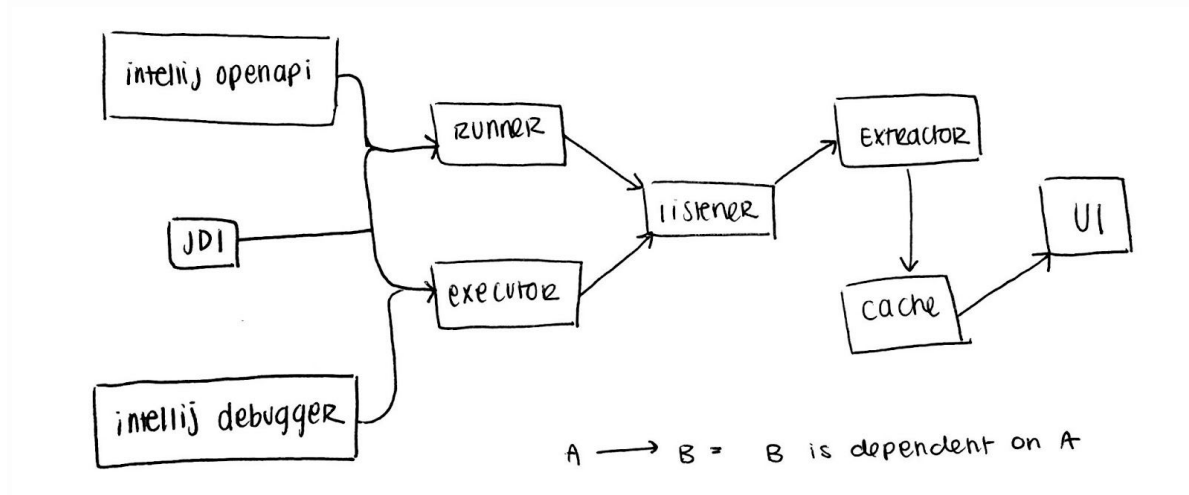 intellij openapi
RUNNER
EXTRACTOR
UI
listener
JDI
executor
cache
intellij debugger
A → B = B is dependent on A